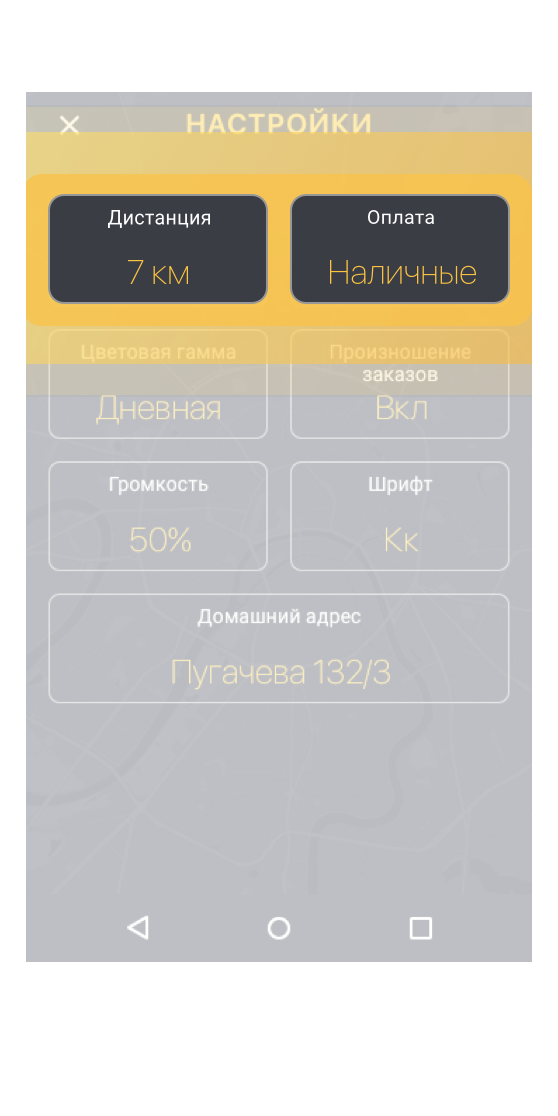 НАСТРОЙКИ
Дистанция
7 км
Оплата
Наличные
Цветовая гамма
Дневная
Произношение
заказов
Вкл
Громкость
50%
Шрифт
Кк
Домашний адрес
Пугачева 132/3